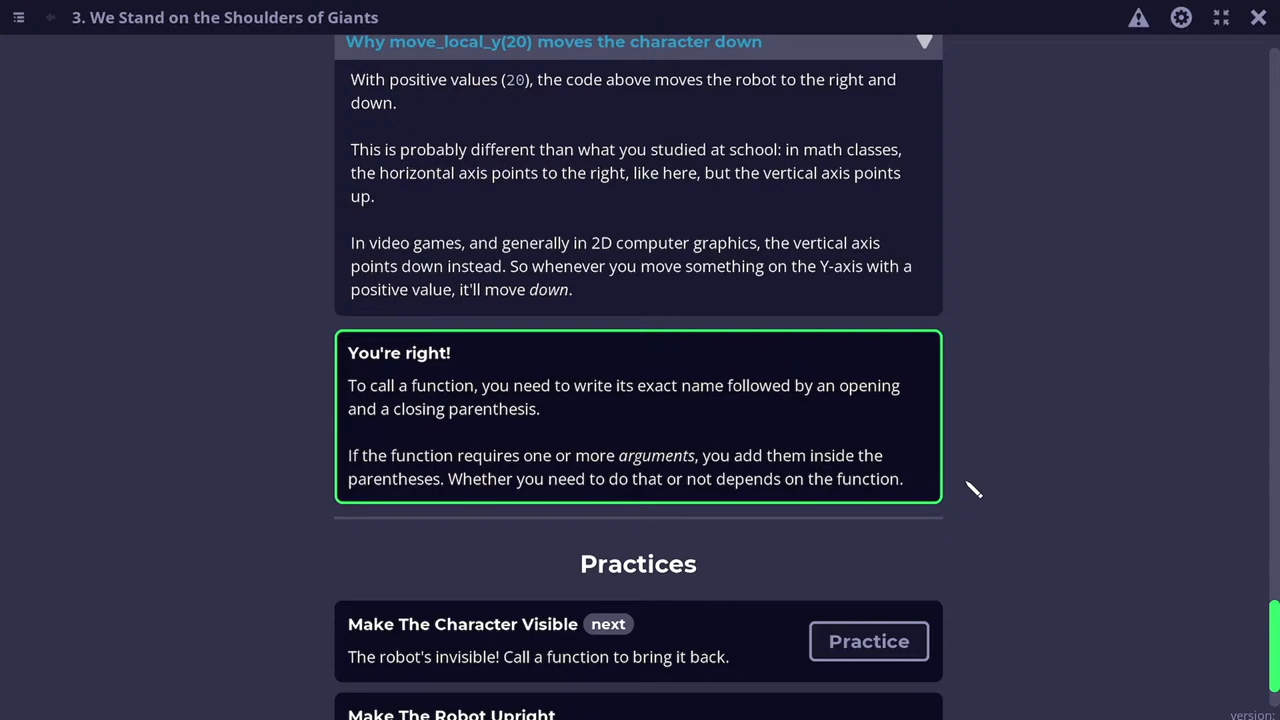 3. We Stand on the Shoulders of Giants
Why move_local_y(20) moves the character down
With positive values (20), the code above moves the robot to the right and
down.
This is probably different than what you studied at school: in math classes,
the horizontal axis points to the right, like here, but the vertical axis points
up.
In video games, and generally in 2D computer graphics, the vertical axis
points down instead. So whenever you move something on the Y-axis with a
positive value, it'll move down.
You're right!
To call a function, you need to write its exact name followed by an opening
and a closing parenthesis.
If the function requires one or more arguments, you add them inside the
parentheses. Whether you need to do that or not depends on the function.
Practices
Make The Character Visible next
The robot's invisible! Call a function to bring it back.
Practice
Make The Robot Upright
version: